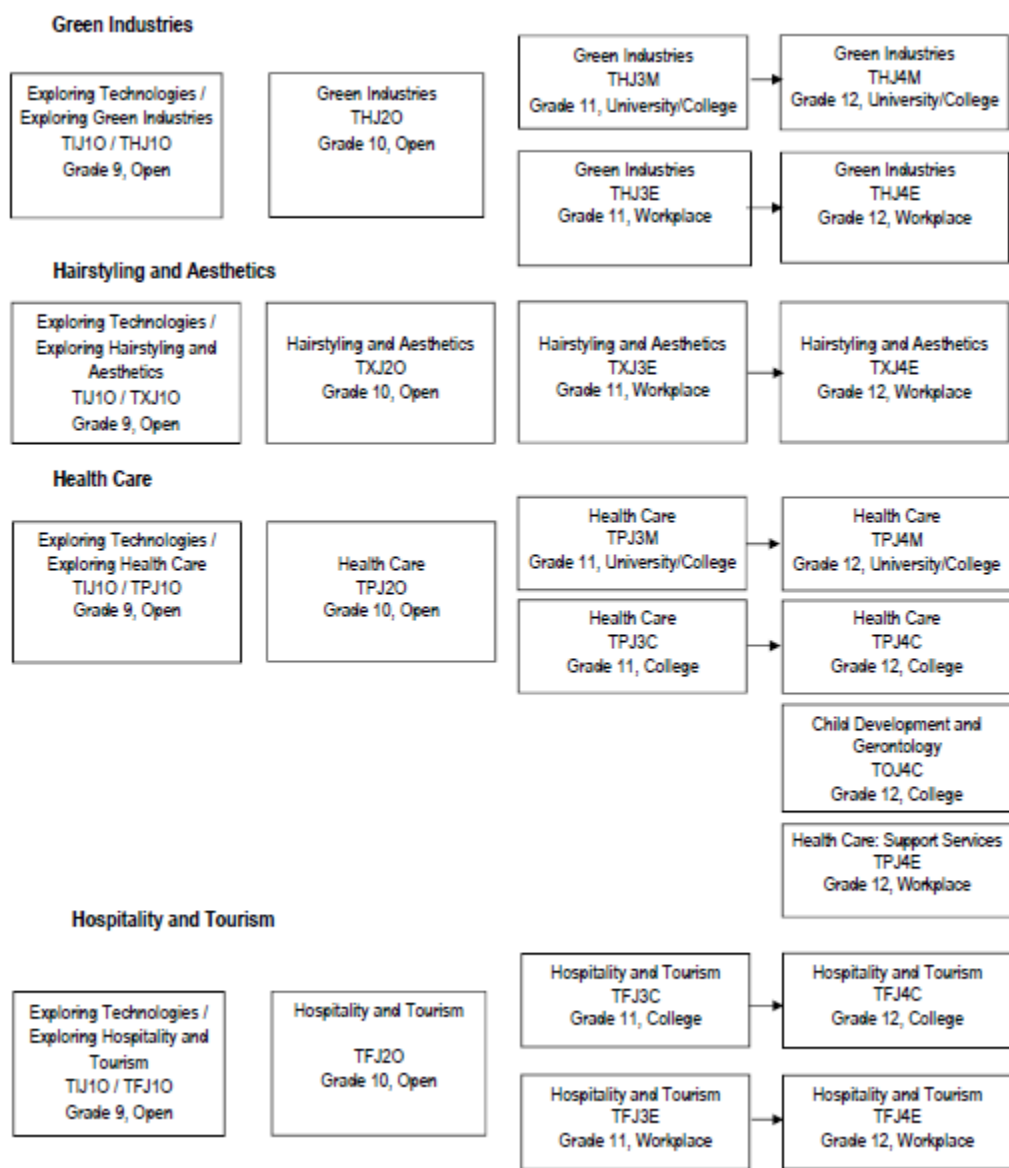 Green Industries
Exploring Technologies /
Exploring Green Industries
TIJ1O / THJ1O
Grade 9, Open
Green Industries
THJ2O
Grade 10, Open
Green Industries
THJ3M
Grade 11, University/College
Green Industries
THJ4M
Grade 12, University/College
Green Industries
THJ3E
Grade 11, Workplace
Green Industries
THJ4E
Grade 12, Workplace
Hairstyling and Aesthetics
Exploring Technologies /
Exploring Hairstyling and
Aesthetics
TIJ1O / TXJ1O
Grade 9, Open
Hairstyling and Aesthetics
TXJ2O
Grade 10, Open
Hairstyling and Aesthetics
TXJ3E
Grade 11, Workplace
Hairstyling and Aesthetics
TXJ4E
Grade 12, Workplace
Health Care
Exploring Technologies /
Exploring Health Care
TIJ1O / TPJ1O
Grade 9, Open
Health Care
TPJ2O
Grade 10, Open
Health Care
TPJ3M
Grade 11, University/College
Health Care
TPJ4M
Grade 12, University/College
Health Care
TPJ3C
Grade 11, College
Health Care
TPJ4C
Grade 12, College
Child Development and
Gerontology
TOJ4C
Grade 12, College
Health Care: Support Services
TPJ4E
Grade 12, Workplace
Hospitality and Tourism
Exploring Technologies /
Exploring Hospitality and
Tourism
TIJ1O / TFJ1O
Grade 9, Open
Hospitality and Tourism
TFJ2O
Grade 10, Open
Hospitality and Tourism
TFJ3C
Grade 11, College
Hospitality and Tourism
TFJ4C
Grade 12, College
Hospitality and Tourism
TFJ3E
Grade 11, Workplace
Hospitality and Tourism
TFJ4E
Grade 12, Workplace